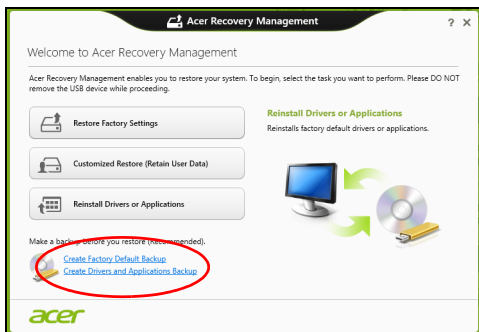 Acer Recovery Management
? X
Welcome to Acer Recovery Management
Acer Recovery Management enables you to restore your system. To begin, select the task you want to perform. Please DO NOT
remove the USB device while proceeding.
Restore Factory Settings
Customized Restore (Retain User Data)
Reinstall Drivers or Applications
Reinstall Drivers or Applications
Reinstalls factory default drivers or applications.
Make a backup before you restore (Recommended).
Create Factory Default Backup
Create Drivers and Applications Backup
acer